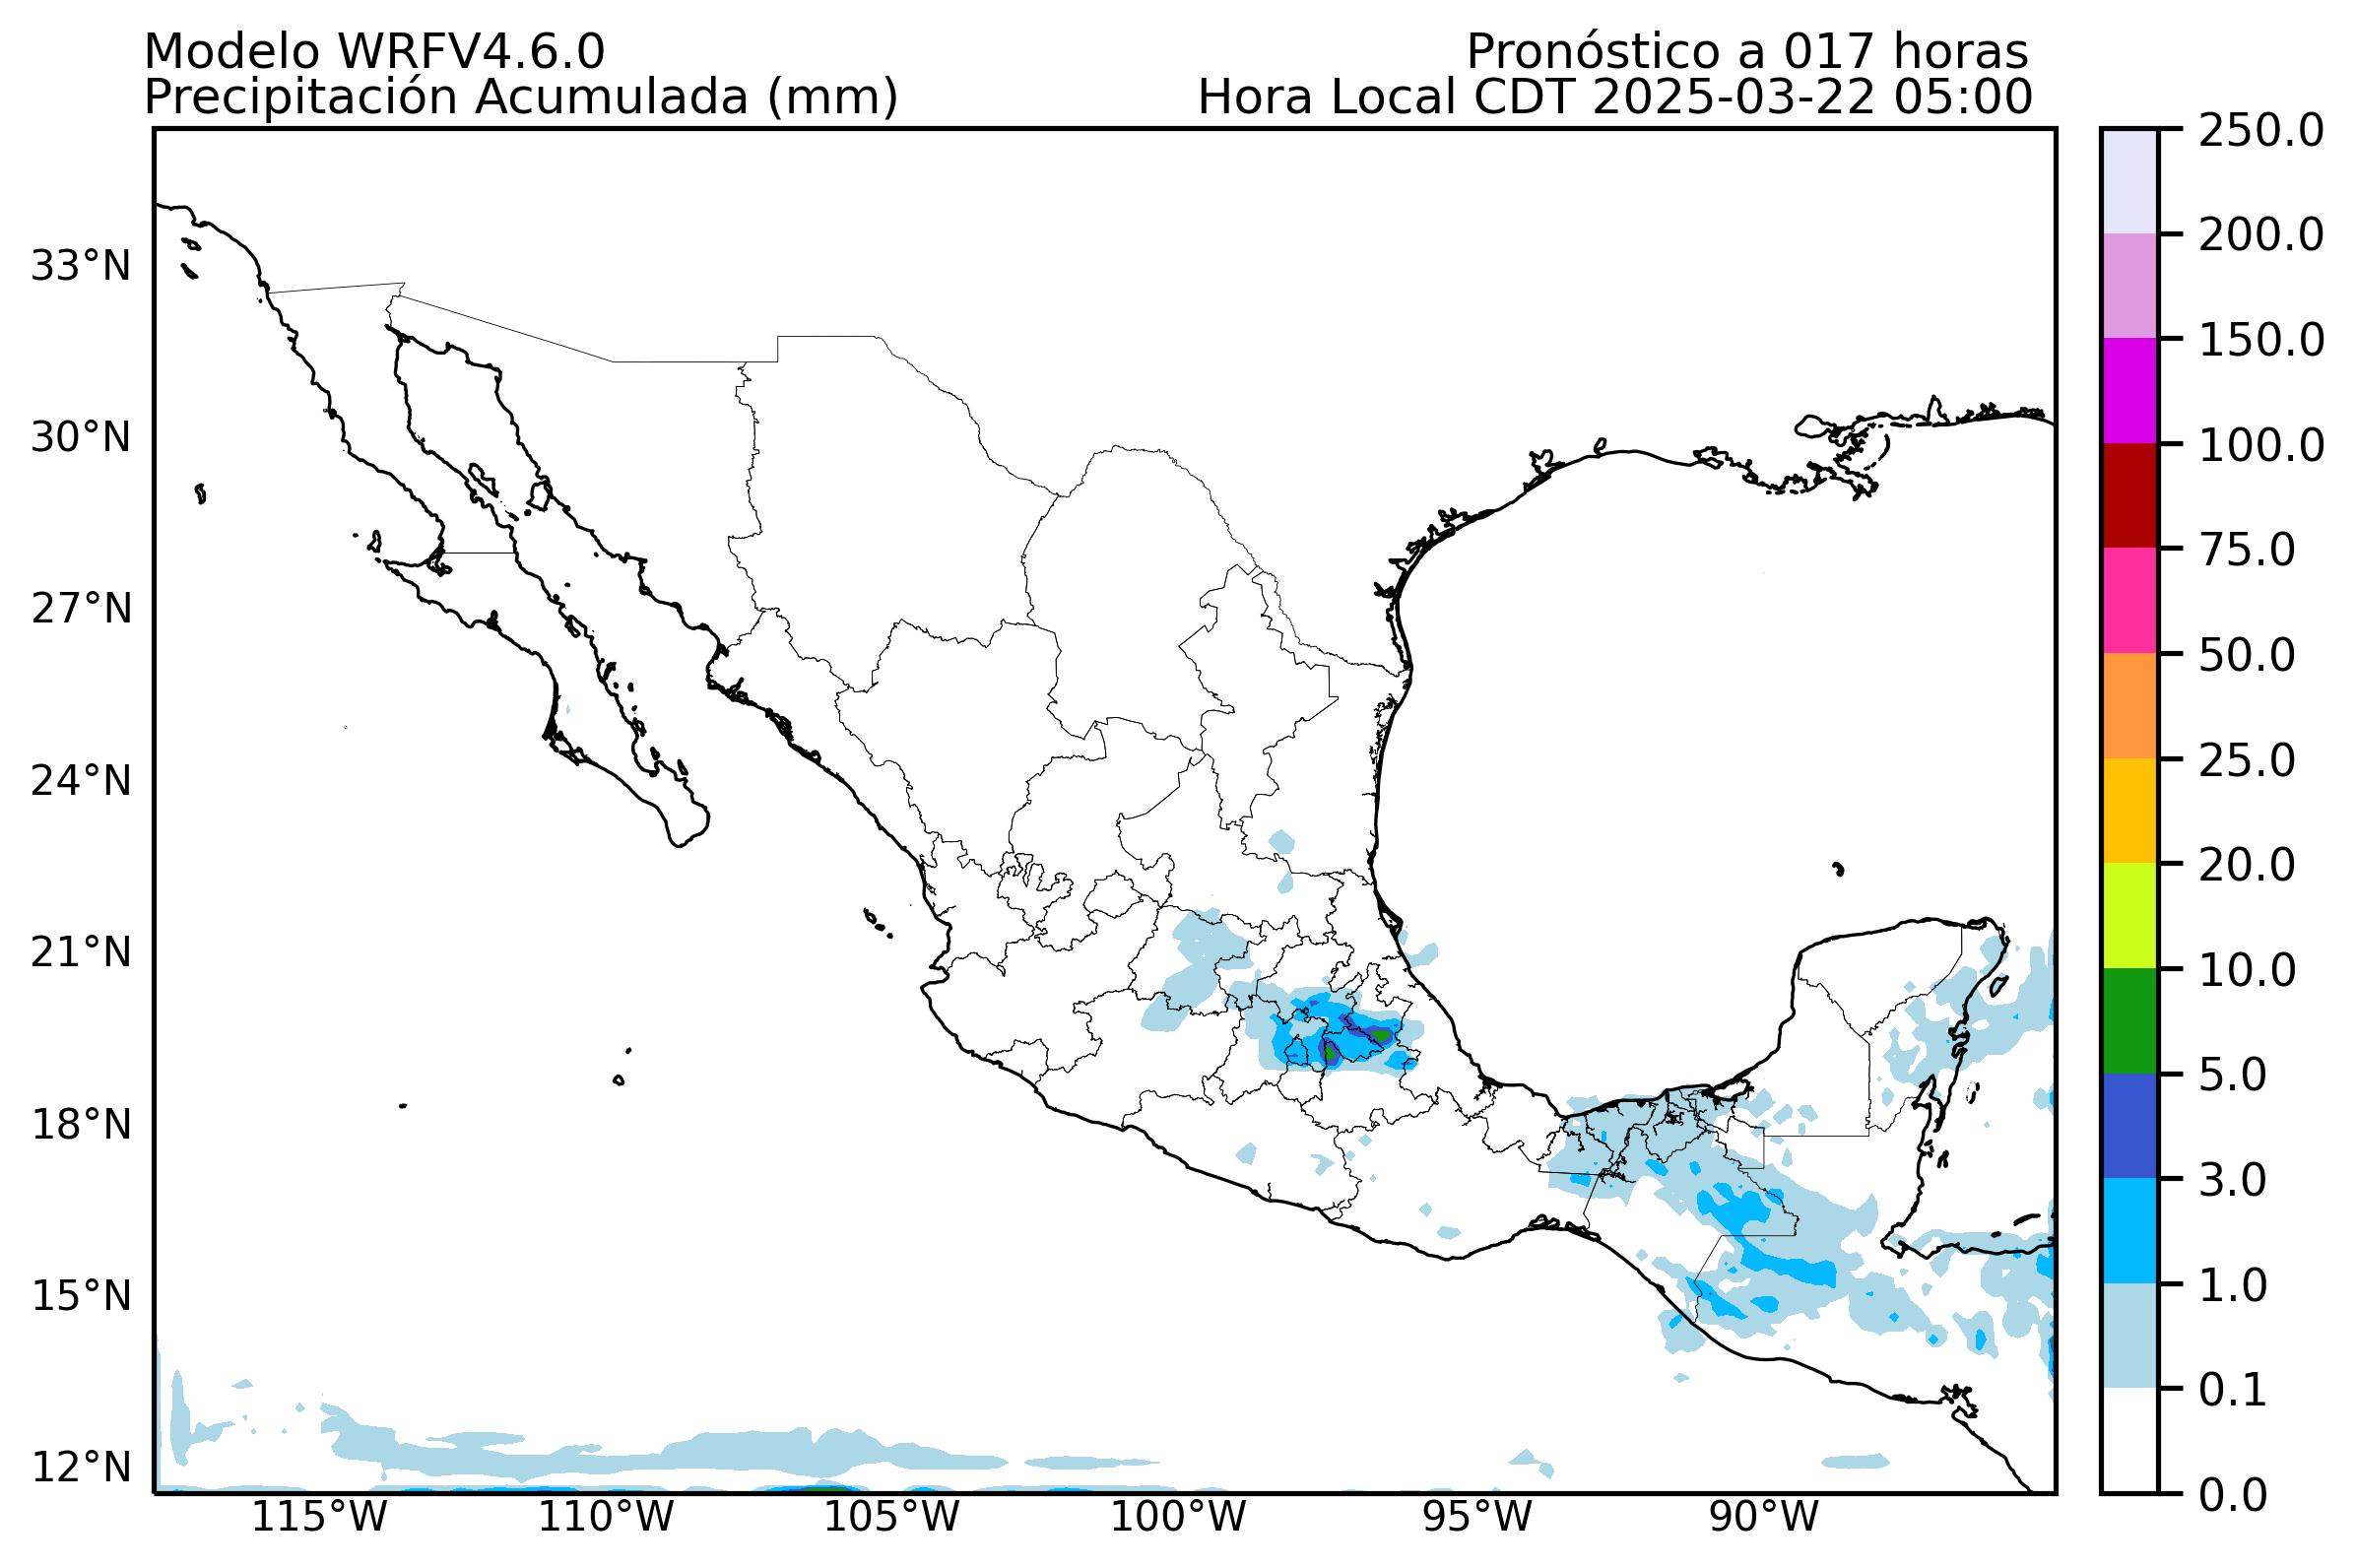 Modelo WRFV4.6.0
Pronóstico a 017 horas
Precipitación Acumulada (mm)
Hora Local CDT 2025-03-22 05:00
33°N
30°N
27°N
24°N
21°N
18°N
15°N
12°N
115°W
110°W
105°W
100°W
95°W
90°W
250.0
200.0
150.0
100.0
75.0
50.0
25.0
20.0
10.0
5.0
3.0
1.0
0.1
0.0